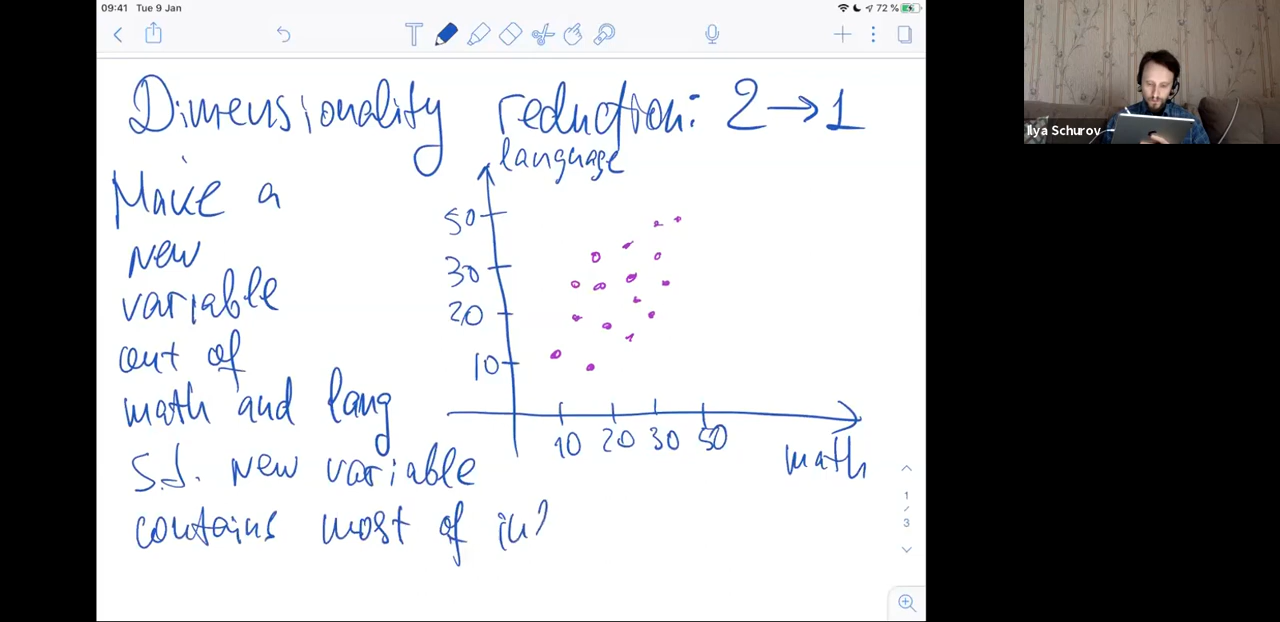 09:41 Tue 9 Jan
72 %
Dimensionality reduction: 2→1
language
Make a
new
variable
out of
math and lang
s.t. new variable
contains most of
50
30
20
10
10 20 30 50
math
1
/
3
Ilya Schurov